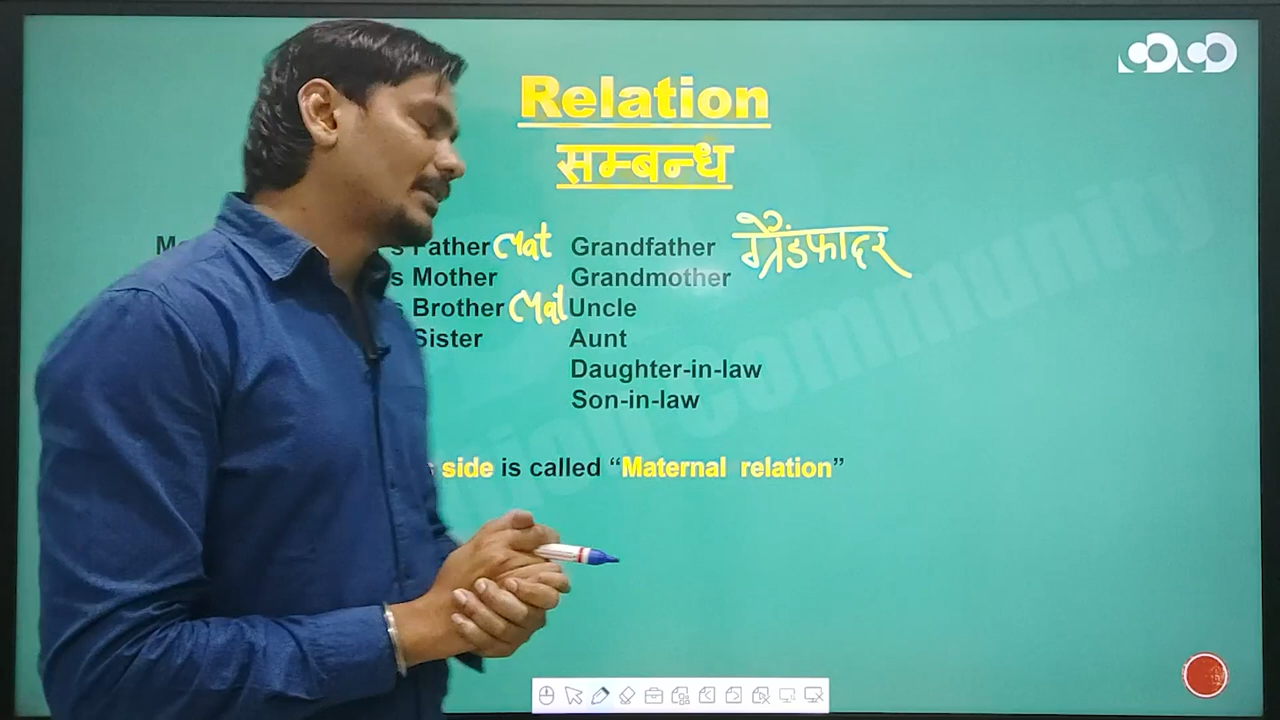 Relation
सम्बन्ध
Father Mat Grandfather ग्रैंडफादर
s Mother Grandmother
s Brother Mat Uncle
Sister Aunt
Daughter-in-law
Son-in-law
side is called “Maternal relation”
Community